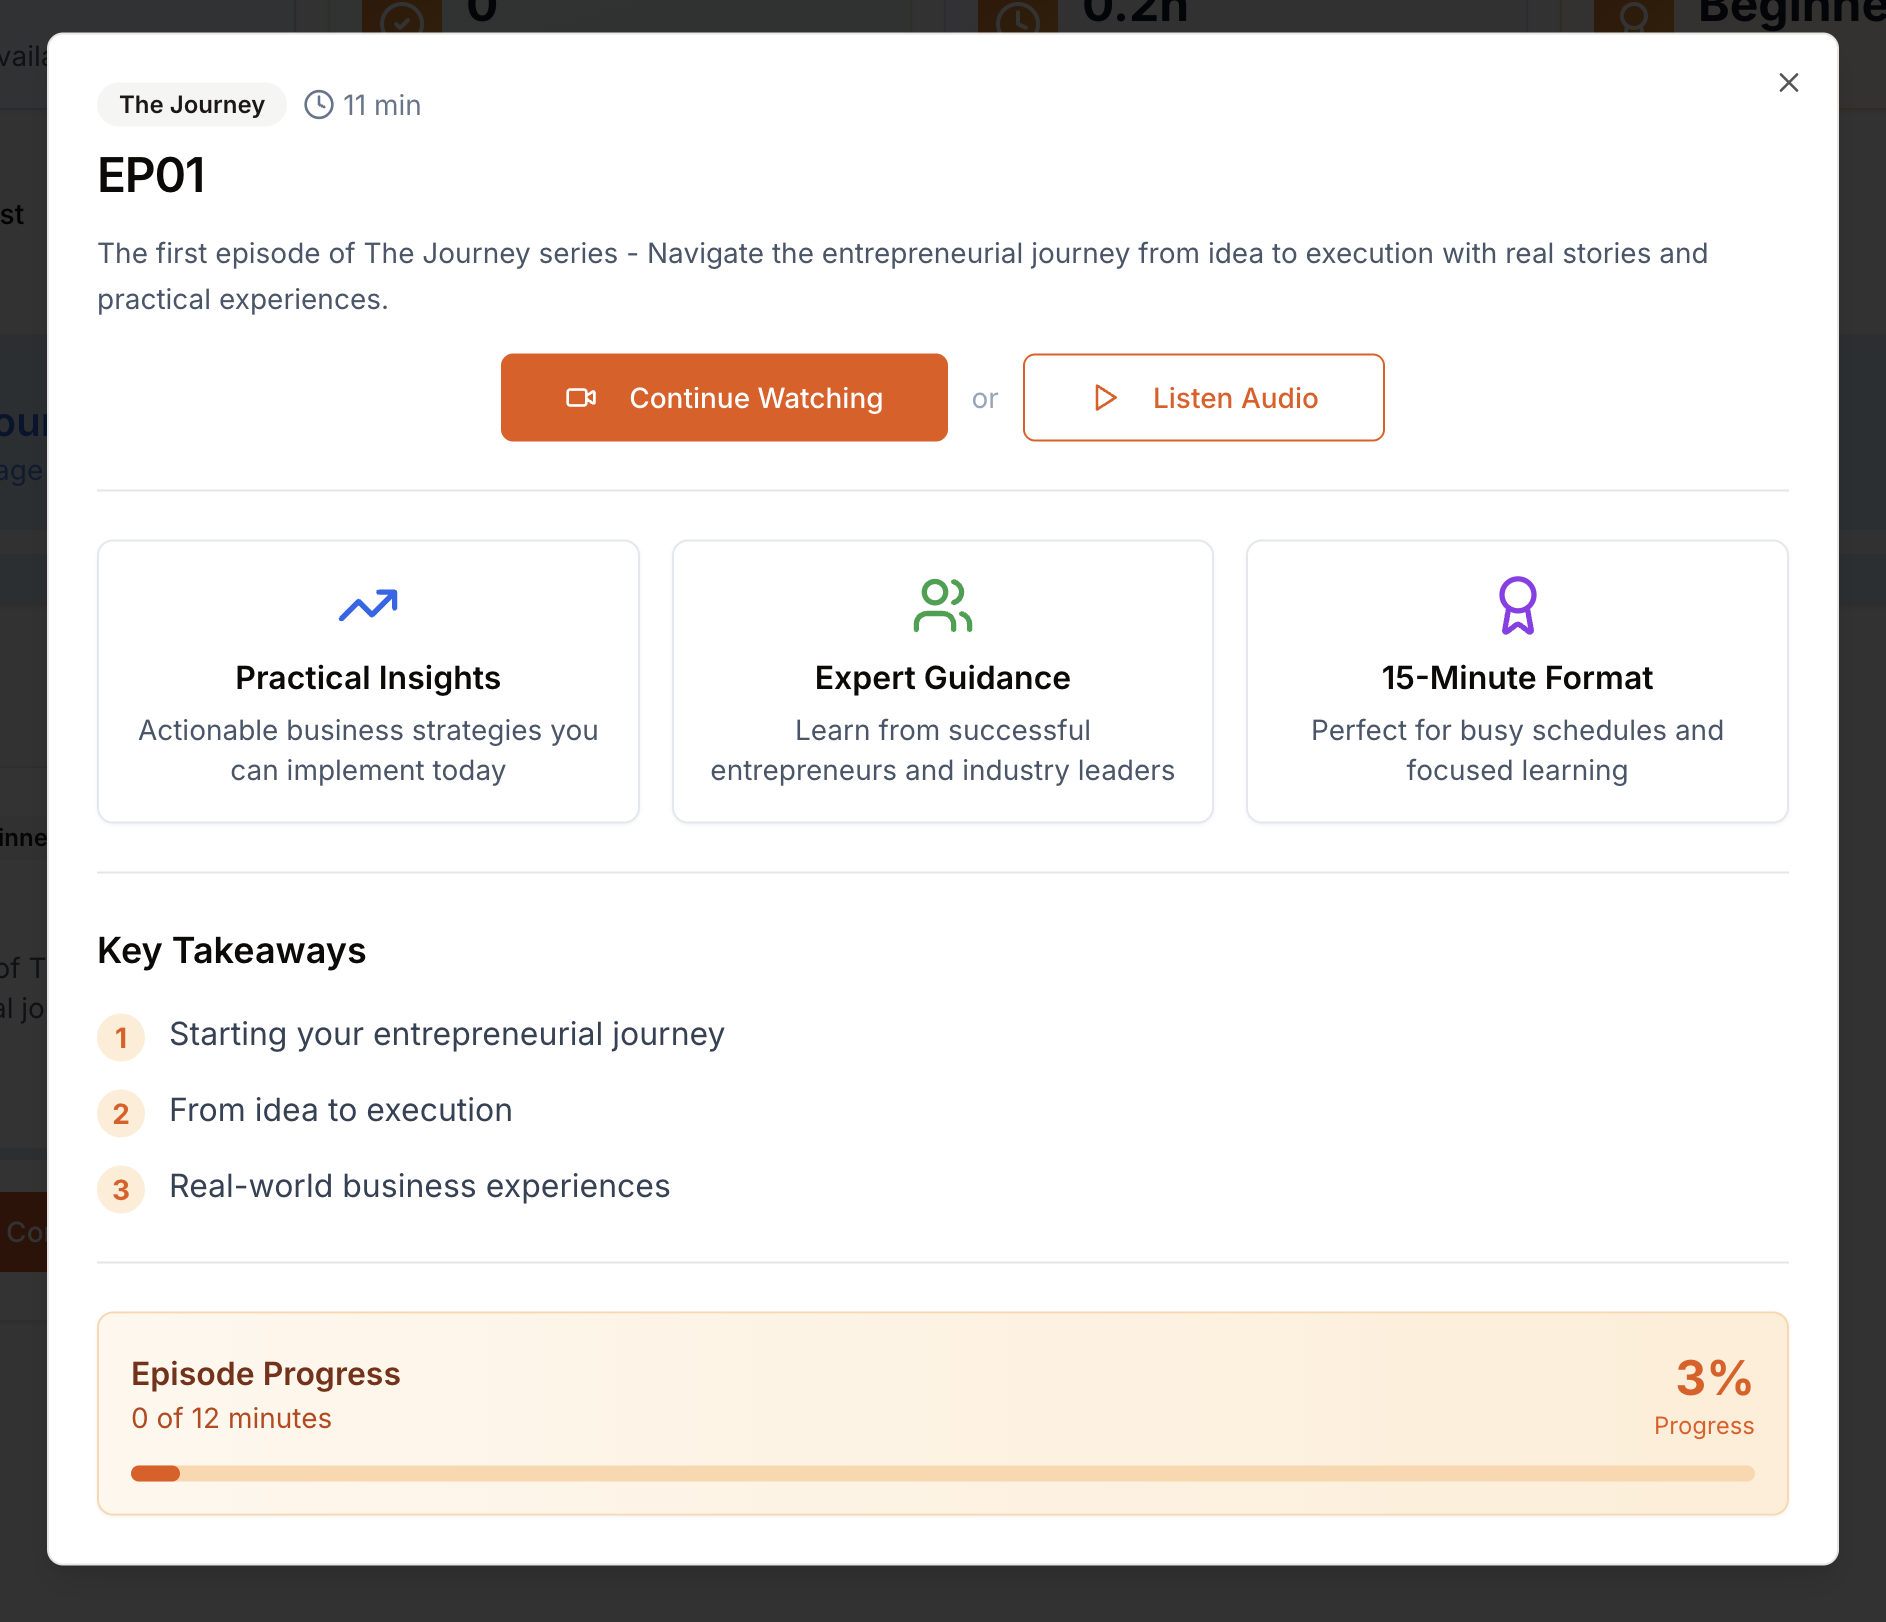 0
0.2h
The Journey
11 min
EP01
The first episode of The Journey series - Navigate the entrepreneurial journey from idea to execution with real stories and
practical experiences.
Continue Watching
or
Listen Audio
Practical Insights
Actionable business strategies you
can implement today
Expert Guidance
Learn from successful
entrepreneurs and industry leaders
15-Minute Format
Perfect for busy schedules and
focused learning
Key Takeaways
1 Starting your entrepreneurial journey
2 From idea to execution
3 Real-world business experiences
Episode Progress
0 of 12 minutes
3%
Progress